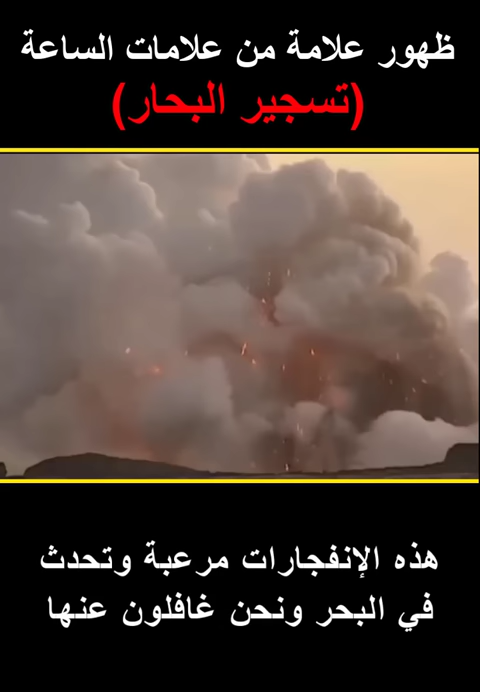 ظهور علامة من علامات الساعة
(تسجير البحار)
هذه الإنفجارات مرعبة وتحدث
في البحر ونحن غافلون عنها